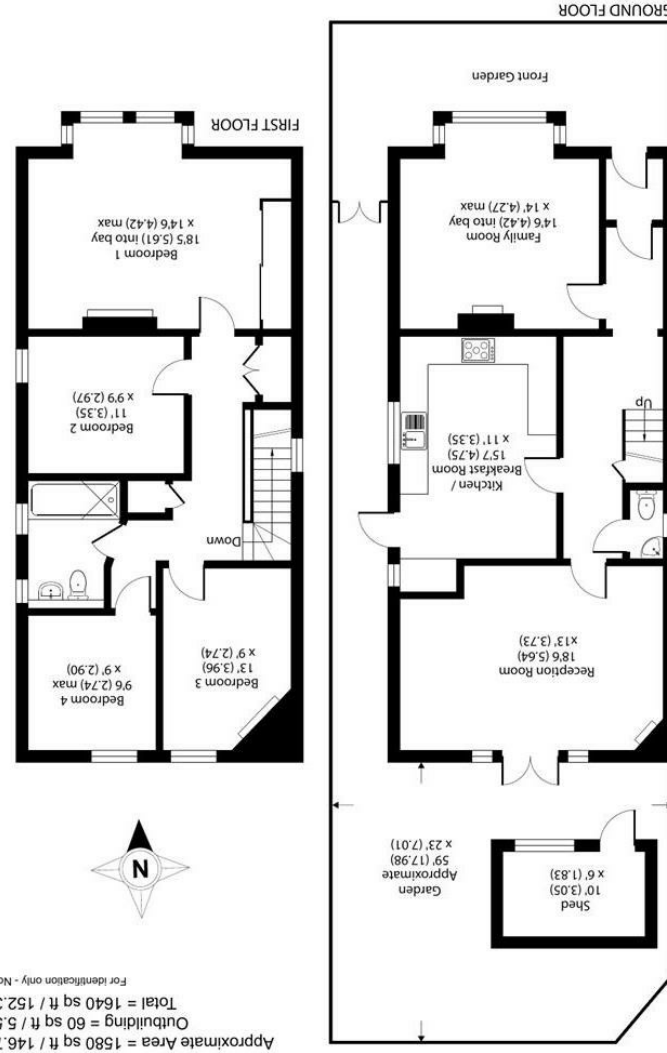 Approximate Area = 1580 sq ft / 146.7
Outbuilding = 60 sq ft / 5.5
Total = 1640 sq ft / 152.3
For identification only - No
N
Shed
10' (3.05)
x 6' (1.83)
Garden
Approximate
59' (17.98)
x 23' (7.01)
Reception Room
18'6 (5.64)
x13' (3.73)
Kitchen /
Breakfast Room
15'7 (4.75)
x 11' (3.35)
Up
Family Room
14'6 (4.42) into bay
x 14' (4.27) max
Front Garden
GROUND FLOOR
Bedroom 3
13' (3.96)
x 9' (2.74)
Bedroom 4
9'6 (2.74) max
x 9' (2.90)
Down
Bedroom 2
11' (3.35)
x 9'9 (2.97)
Bedroom 1
18'5 (5.61) into bay
x 14'6 (4.42) max
FIRST FLOOR